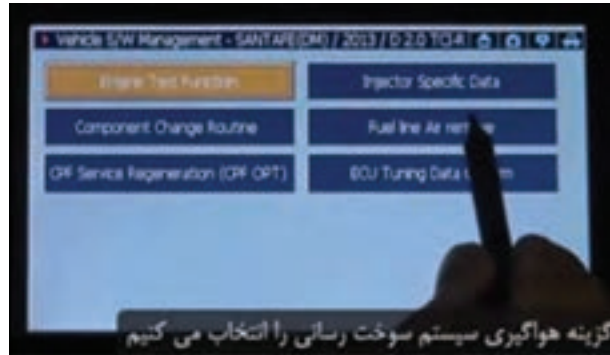 Vehicle S/W Management - SANTAFE(DM) / 2013 / D 2.0 TCI-R
Engine Test Function
Injector Specific Data
Component Change Routine
Fuel line Air
CPF Service Regeneration (CPF OPT)
ECU Tuning Data
گزینه هواگیری سیستم سوخت رسانی را انتخاب می کنیم